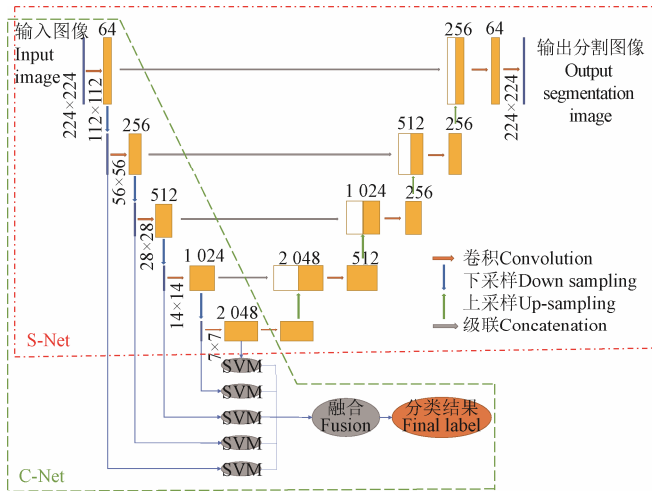 输入图像
Input
image
64
224×224
112×112
256
64
输出分割图像
Output
segmentation
image
224×224
256
56×56
512
256
512
28×28
1 024
256
1 024
14×14
2 048
512
2 048
7×7
卷积Convolution
下采样Down sampling
上采样Up-sampling
级联Concatenation
S-Net
SVM
SVM
SVM
SVM
SVM
融合
Fusion
分类结果
Final label
C-Net